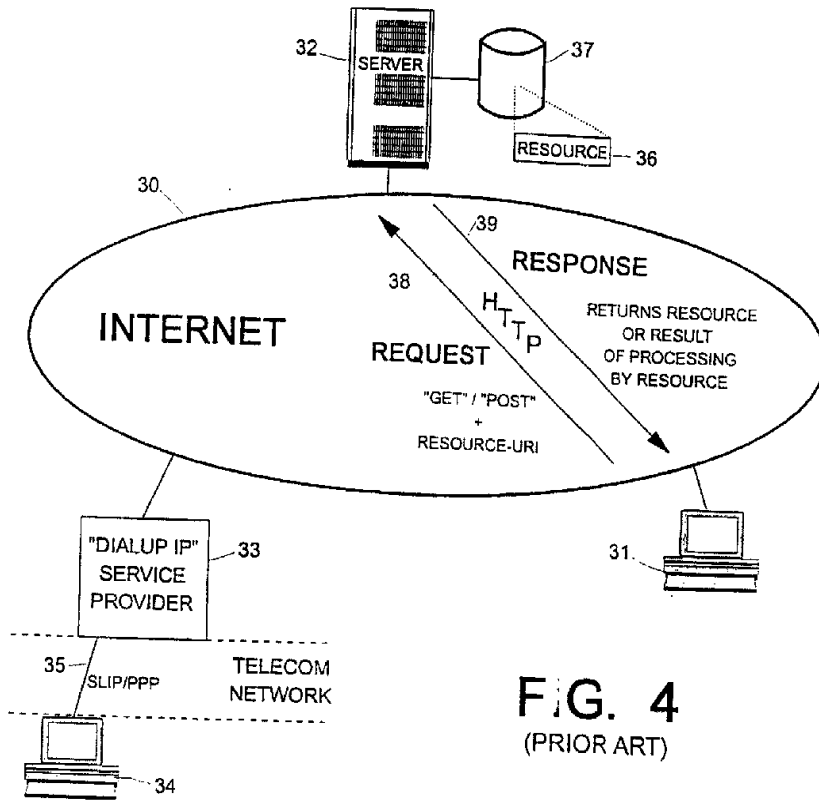 32
SERVER
37
RESOURCE
36
30
39
RESPONSE
38
HTTP
INTERNET
RETURNS RESOURCE
OR RESULT
OF PROCESSING
BY RESOURCE
REQUEST
"GET" / "POST"
+
RESOURCE-URI
"DIALUP IP"
SERVICE
PROVIDER
33
31
35
SLIP/PPP
TELECOM
NETWORK
34
FIG. 4
(PRIOR ART)